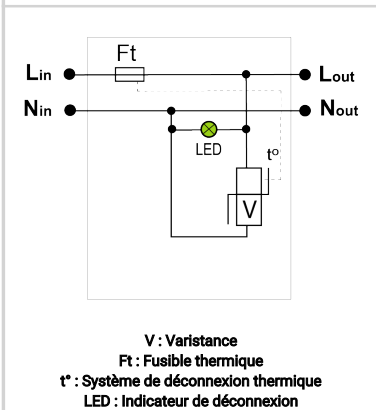 Ft
Lin Lout
Nin Nout
LED
t°
V
V : Varistance
Ft : Fusible thermique
t° : Système de déconnexion thermique
LED : Indicateur de déconnexion